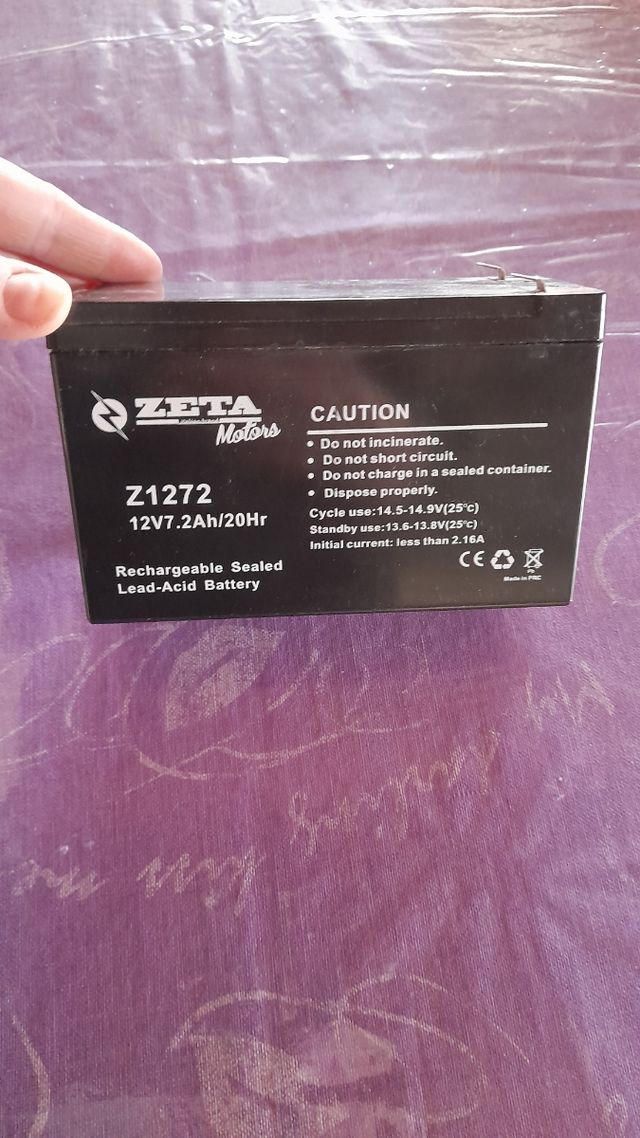 ZETA
Motors
Z1272
12V7.2Ah/20Hr
Rechargeable Sealed
Lead-Acid Battery
CAUTION
• Do not incinerate.
• Do not short circuit.
• Do not charge in a sealed container.
• Dispose properly.
Cycle use:14.5-14.9V(25℃)
Standby use:13.6-13.8V(25℃)
Initial current: less than 2.16A
CE
Pb
Made in PRC